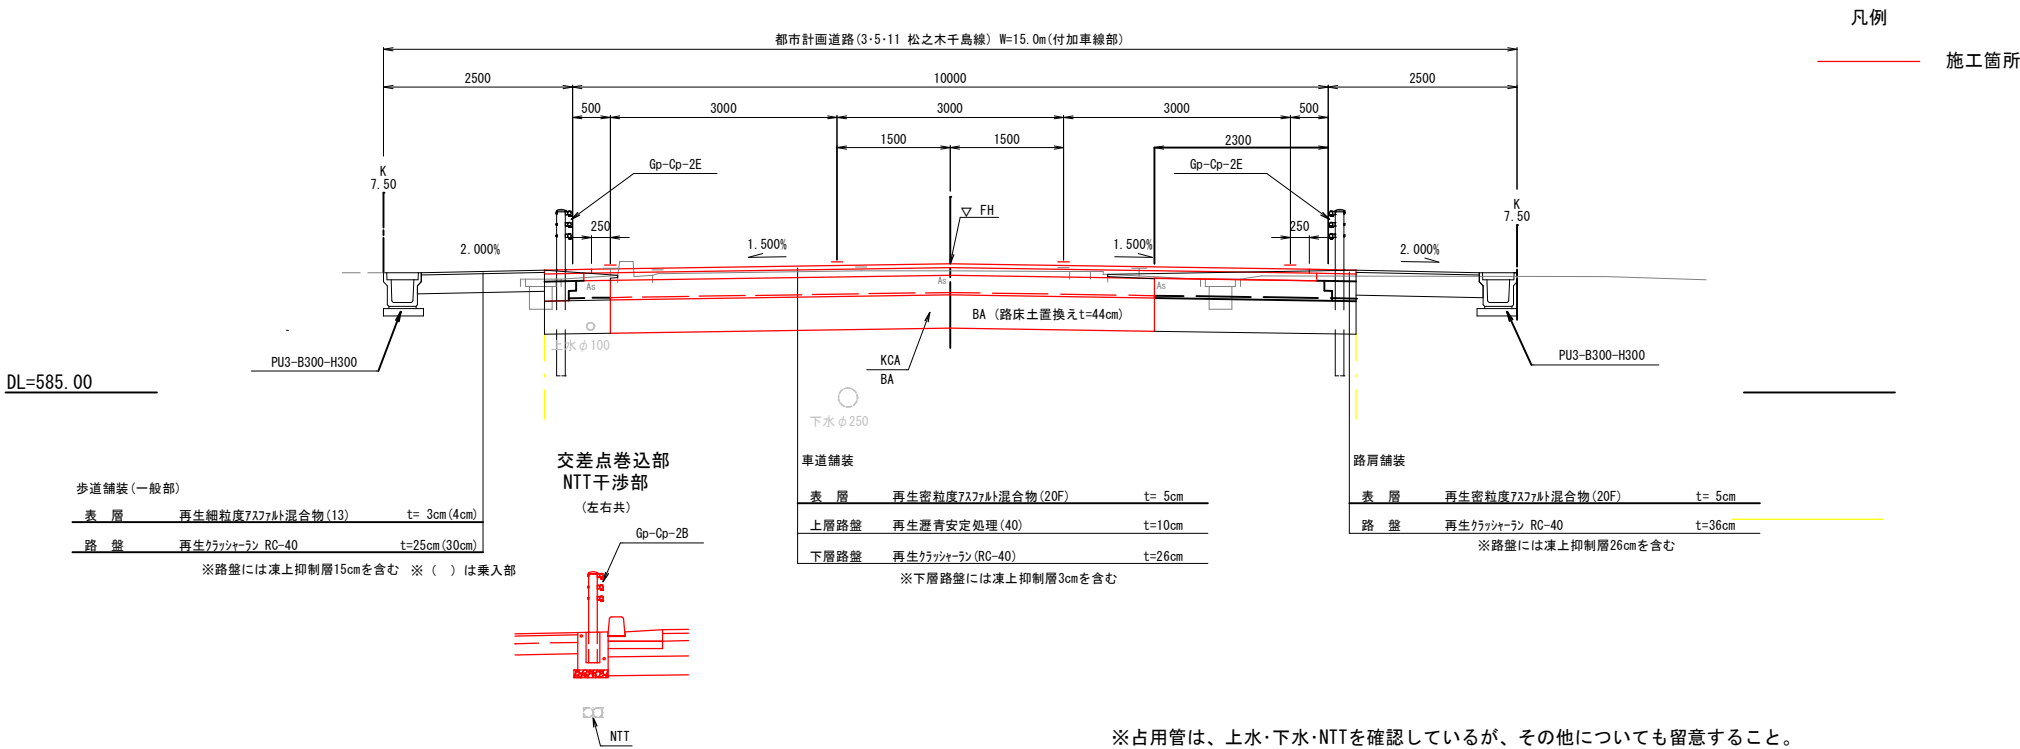 凡例
施工箇所
都市計画道路(3･5･11 松之木千島線) W=15.0m(付加車線部)
2500
10000
2500
500
3000
3000
3000
500
1500
1500
2300
Gp-Cp-2E
Gp-Cp-2E
K
7.50
K
7.50
FH
250
250
2.000%
1.500%
1.500%
2.000%
As
As
As
BA (路床土置換えt=44cm)
上水φ100
KCA
BA
PU3-B300-H300
PU3-B300-H300
DL=585.00
下水φ250
歩道舗装(一般部)
表 層 再生細粒度ｱｽﾌｧﾙﾄ混合物(13) t= 3cm(4cm)
路 盤 再生ｸﾗｯｼｬｰﾗﾝ RC-40 t=25cm(30cm)
※路盤には凍上抑制層15cmを含む ※ ( ) は乗入部
交差点巻込部
NTT干渉部
(左右共)
Gp-Cp-2B
NTT
車道舗装
表 層 再生密粒度ｱｽﾌｧﾙﾄ混合物(20F) t= 5cm
上層路盤 再生瀝青安定処理(40) t=10cm
下層路盤 再生ｸﾗｯｼｬｰﾗﾝ(RC-40) t=26cm
※下層路盤には凍上抑制層3cmを含む
路肩舗装
表 層 再生密粒度ｱｽﾌｧﾙﾄ混合物(20F) t= 5cm
路 盤 再生ｸﾗｯｼｬｰﾗﾝ RC-40 t=36cm
※路盤には凍上抑制層26cmを含む
※占用管は、上水･下水･NTTを確認しているが、その他についても留意すること。